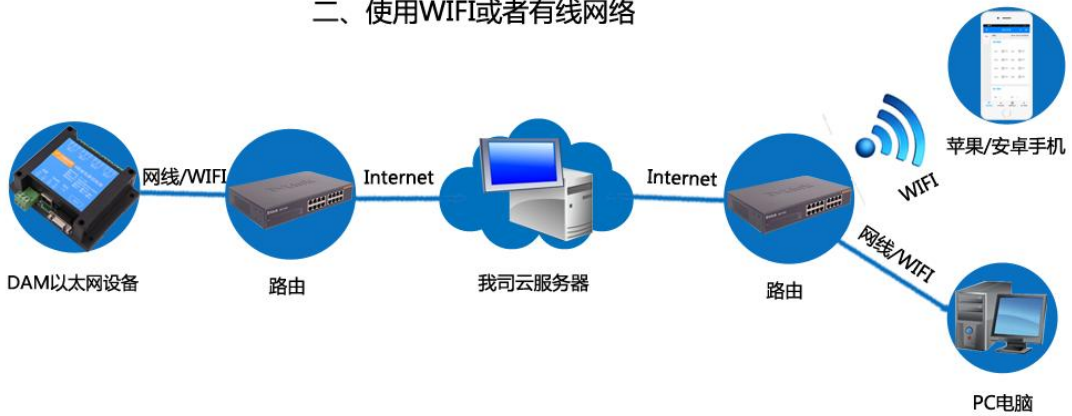 二、使用WIFI或者有线网络
苹果/安卓手机
网线/WIFI
Internet
Internet
WIFI
网线/WIFI
DAM以太网设备
路由
我司云服务器
路由
PC电脑